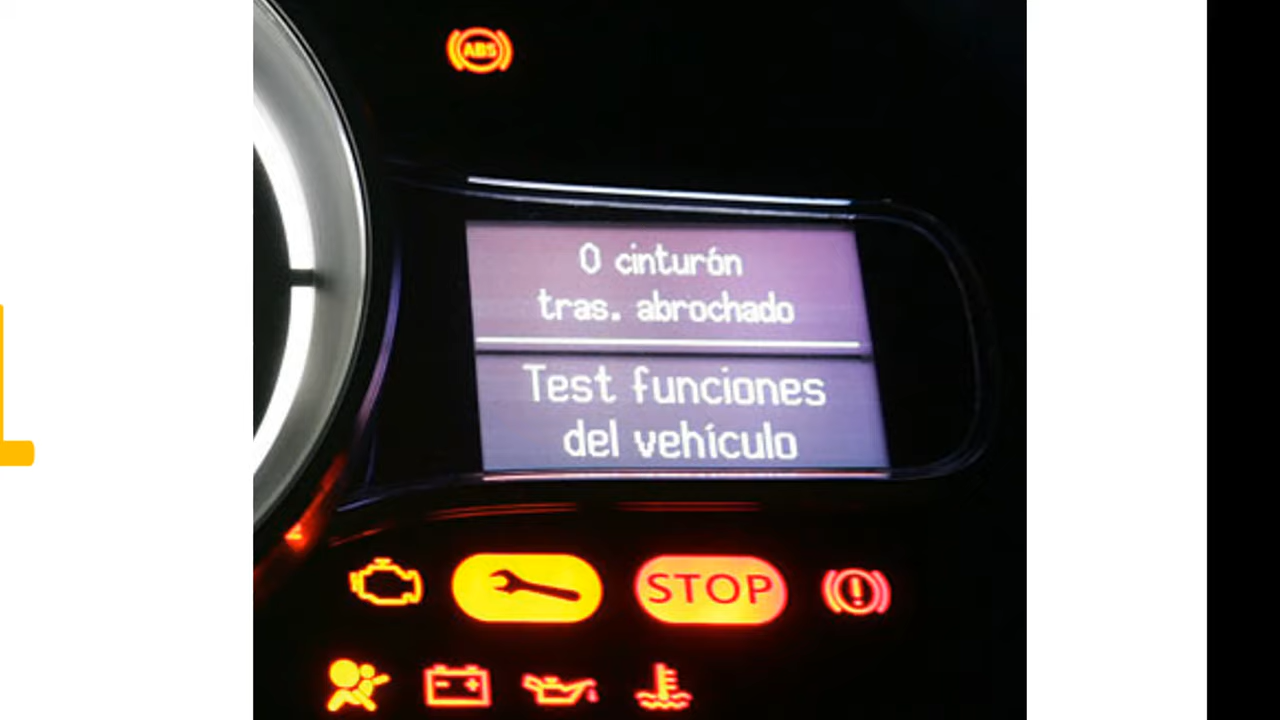 ABS
0 cinturón
tras. abrochado
Test funciones
del vehículo
STOP